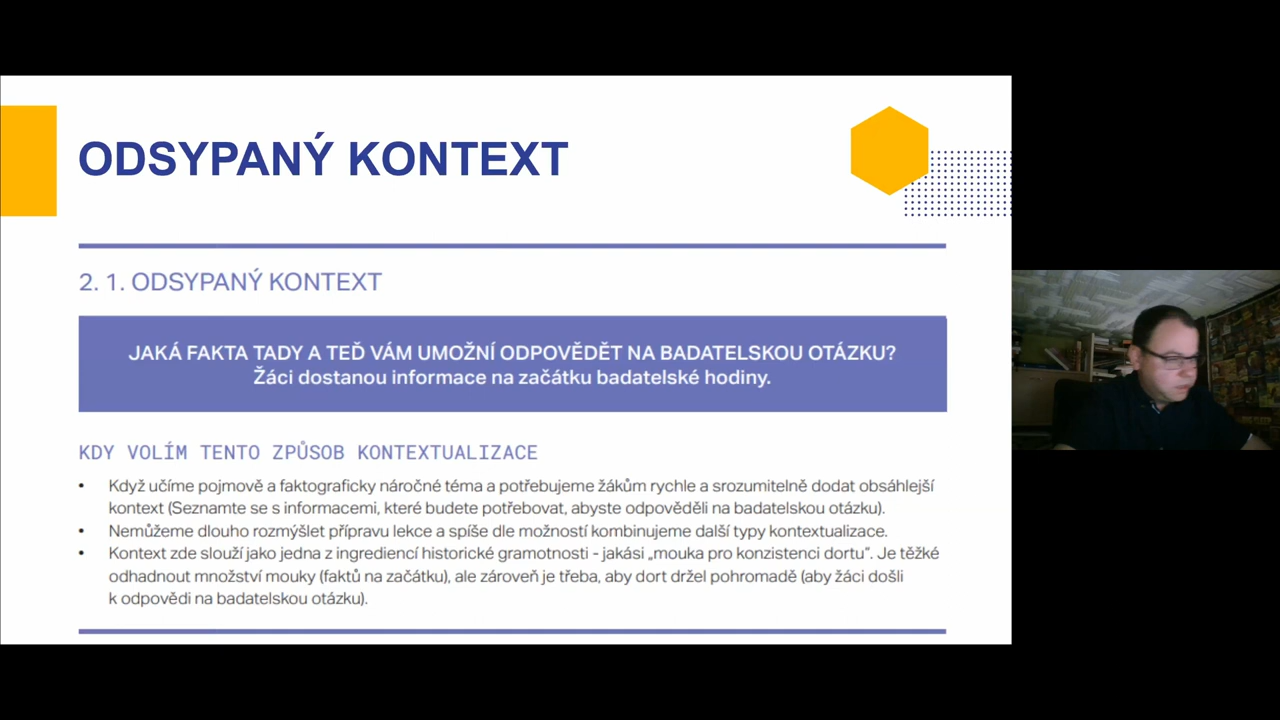 ODSYPANÝ KONTEXT
2. 1. ODSYPANÝ KONTEXT
JAKÁ FAKTA TADY A TEĎ VÁM UMOŽNÍ ODPOVĚDĚT NA BADATELSKOU OTÁZKU?
Žáci dostanou informace na začátku badatelské hodiny.
KDY VOLÍM TENTO ZPŮSOB KONTEXTUALIZACE
• Když učíme pojmově a faktograficky náročné téma a potřebujeme žákům rychle a srozumitelně dodat obsáhlejší
kontext (Seznamte se s informacemi, které budete potřebovat, abyste odpověděli na badatelskou otázku).
• Nemůžeme dlouho rozmýšlet přípravu lekce a spíše dle možností kombinujeme další typy kontextualizace.
• Kontext zde slouží jako jedna z ingrediencí historické gramotnosti - jakási „mouka pro konzistenci dortu“. Je těžké
odhadnout množství mouky (faktů na začátku), ale zároveň je třeba, aby dort držel pohromadě (aby žáci došli
k odpovědi na badatelskou otázku).